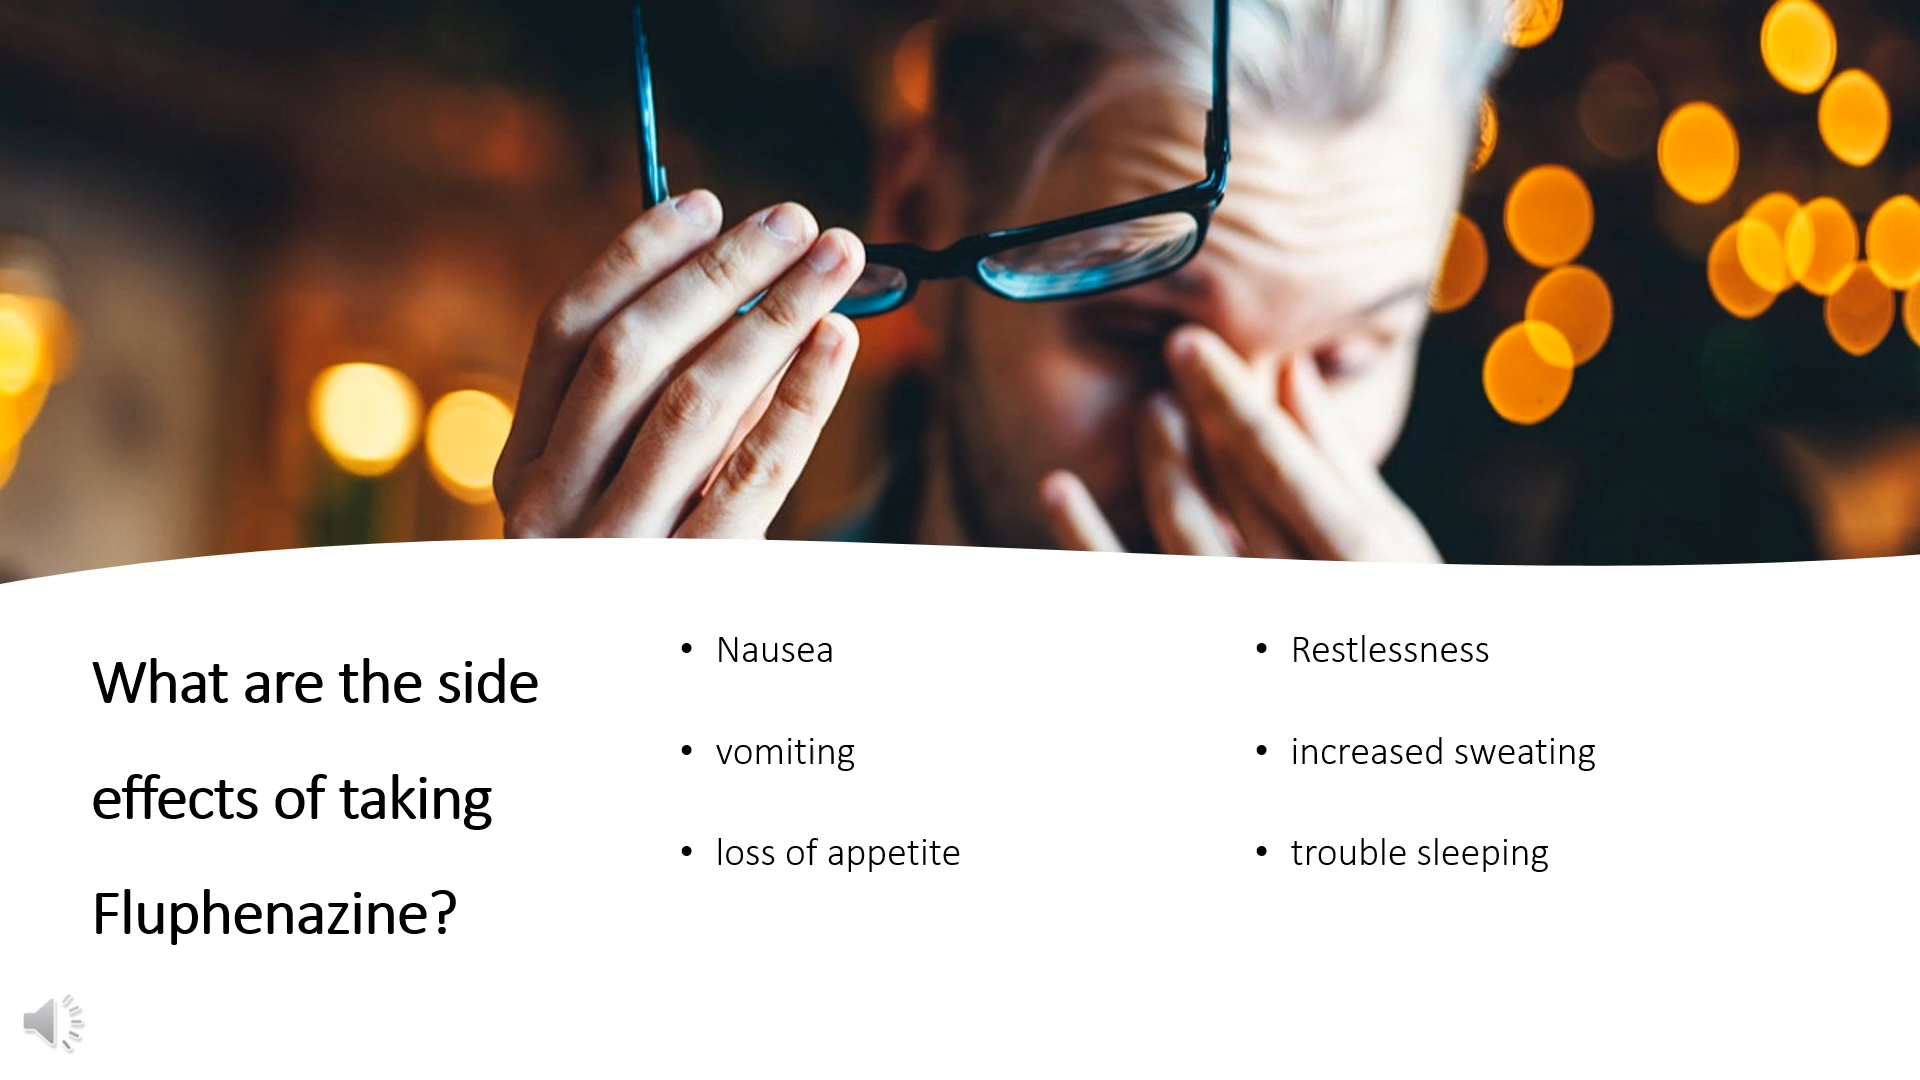 What are the side
effects of taking
Fluphenazine?
• Nausea
• vomiting
• loss of appetite
• Restlessness
• increased sweating
• trouble sleeping